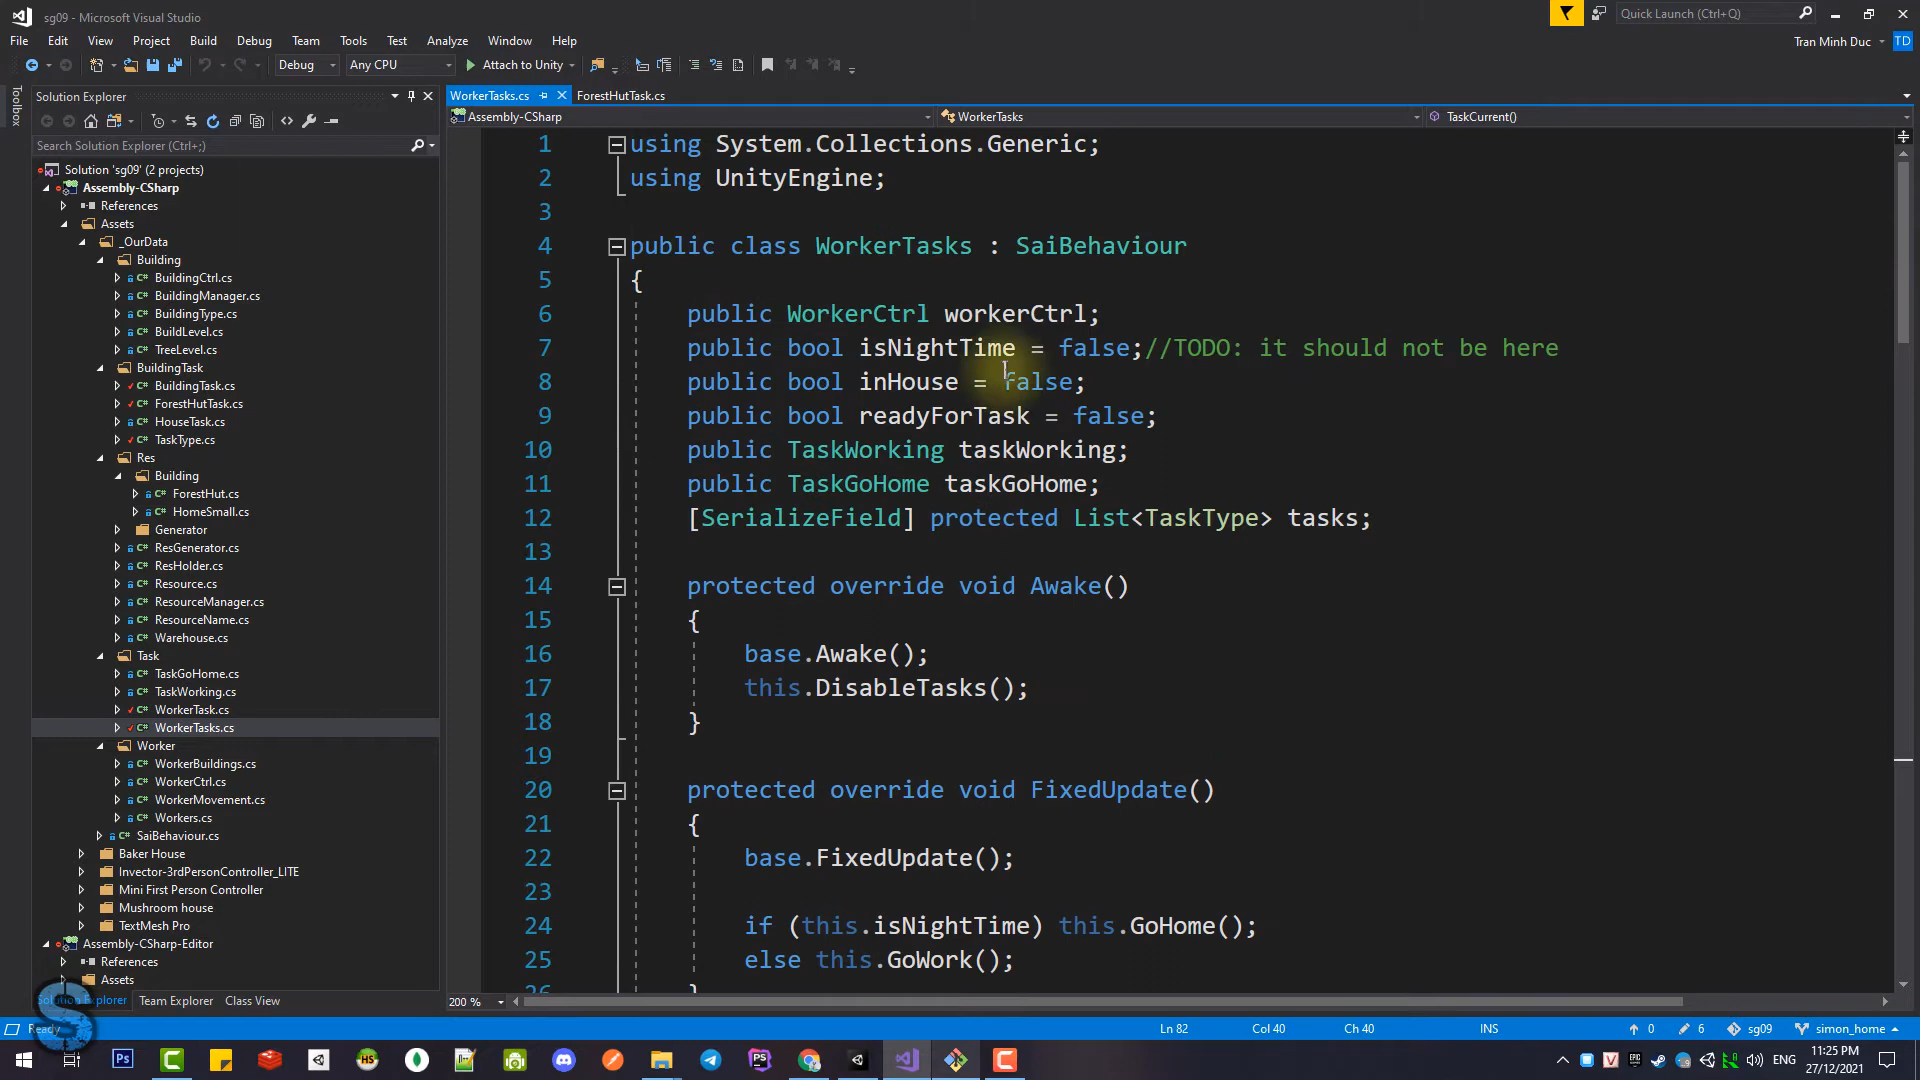 sg09 - Microsoft Visual Studio
Quick Launch (Ctrl+Q)
File Edit View Project Build Debug Team Tools Test Analyze Window Help
Tran Minh Duc TD
Debug Any CPU Attach to Unity
Toolbox
Solution Explorer
WorkerTasks.cs ForestHutTask.cs
Assembly-CSharp WorkerTasks TaskCurrent()
Search Solution Explorer (Ctrl+;)
Solution 'sg09' (2 projects)
Assembly-CSharp
References
Assets
_OurData
Building
BuildingCtrl.cs
BuildingManager.cs
BuildingType.cs
BuildLevel.cs
TreeLevel.cs
BuildingTask
BuildingTask.cs
ForestHutTask.cs
HouseTask.cs
TaskType.cs
Res
Building
ForestHut.cs
HomeSmall.cs
Generator
ResGenerator.cs
ResHolder.cs
Resource.cs
ResourceManager.cs
ResourceName.cs
Warehouse.cs
Task
TaskGoHome.cs
TaskWorking.cs
WorkerTask.cs
WorkerTasks.cs
Worker
WorkerBuildings.cs
WorkerCtrl.cs
WorkerMovement.cs
Workers.cs
SaiBehaviour.cs
Baker House
Invector-3rdPersonController_LITE
Mini First Person Controller
Mushroom house
TextMesh Pro
Assembly-CSharp-Editor
References
Assets
Solution Explorer Team Explorer Class View
1 using System.Collections.Generic;
2 using UnityEngine;
3
4 public class WorkerTasks : SaiBehaviour
5 {
6 public WorkerCtrl workerCtrl;
7 public bool isNightTime = false;//TODO: it should not be here
8 public bool inHouse = false;
9 public bool readyForTask = false;
10 public TaskWorking taskWorking;
11 public TaskGoHome taskGoHome;
12 [SerializeField] protected List<TaskType> tasks;
13
14 protected override void Awake()
15 {
16 base.Awake();
17 this.DisableTasks();
18 }
19
20 protected override void FixedUpdate()
21 {
22 base.FixedUpdate();
23
24 if (this.isNightTime) this.GoHome();
25 else this.GoWork();
26 }
200 %
Ready Ln 82 Col 40 Ch 40 INS 0 6 sg09 simon_home
ENG 11:25 PM
27/12/2021